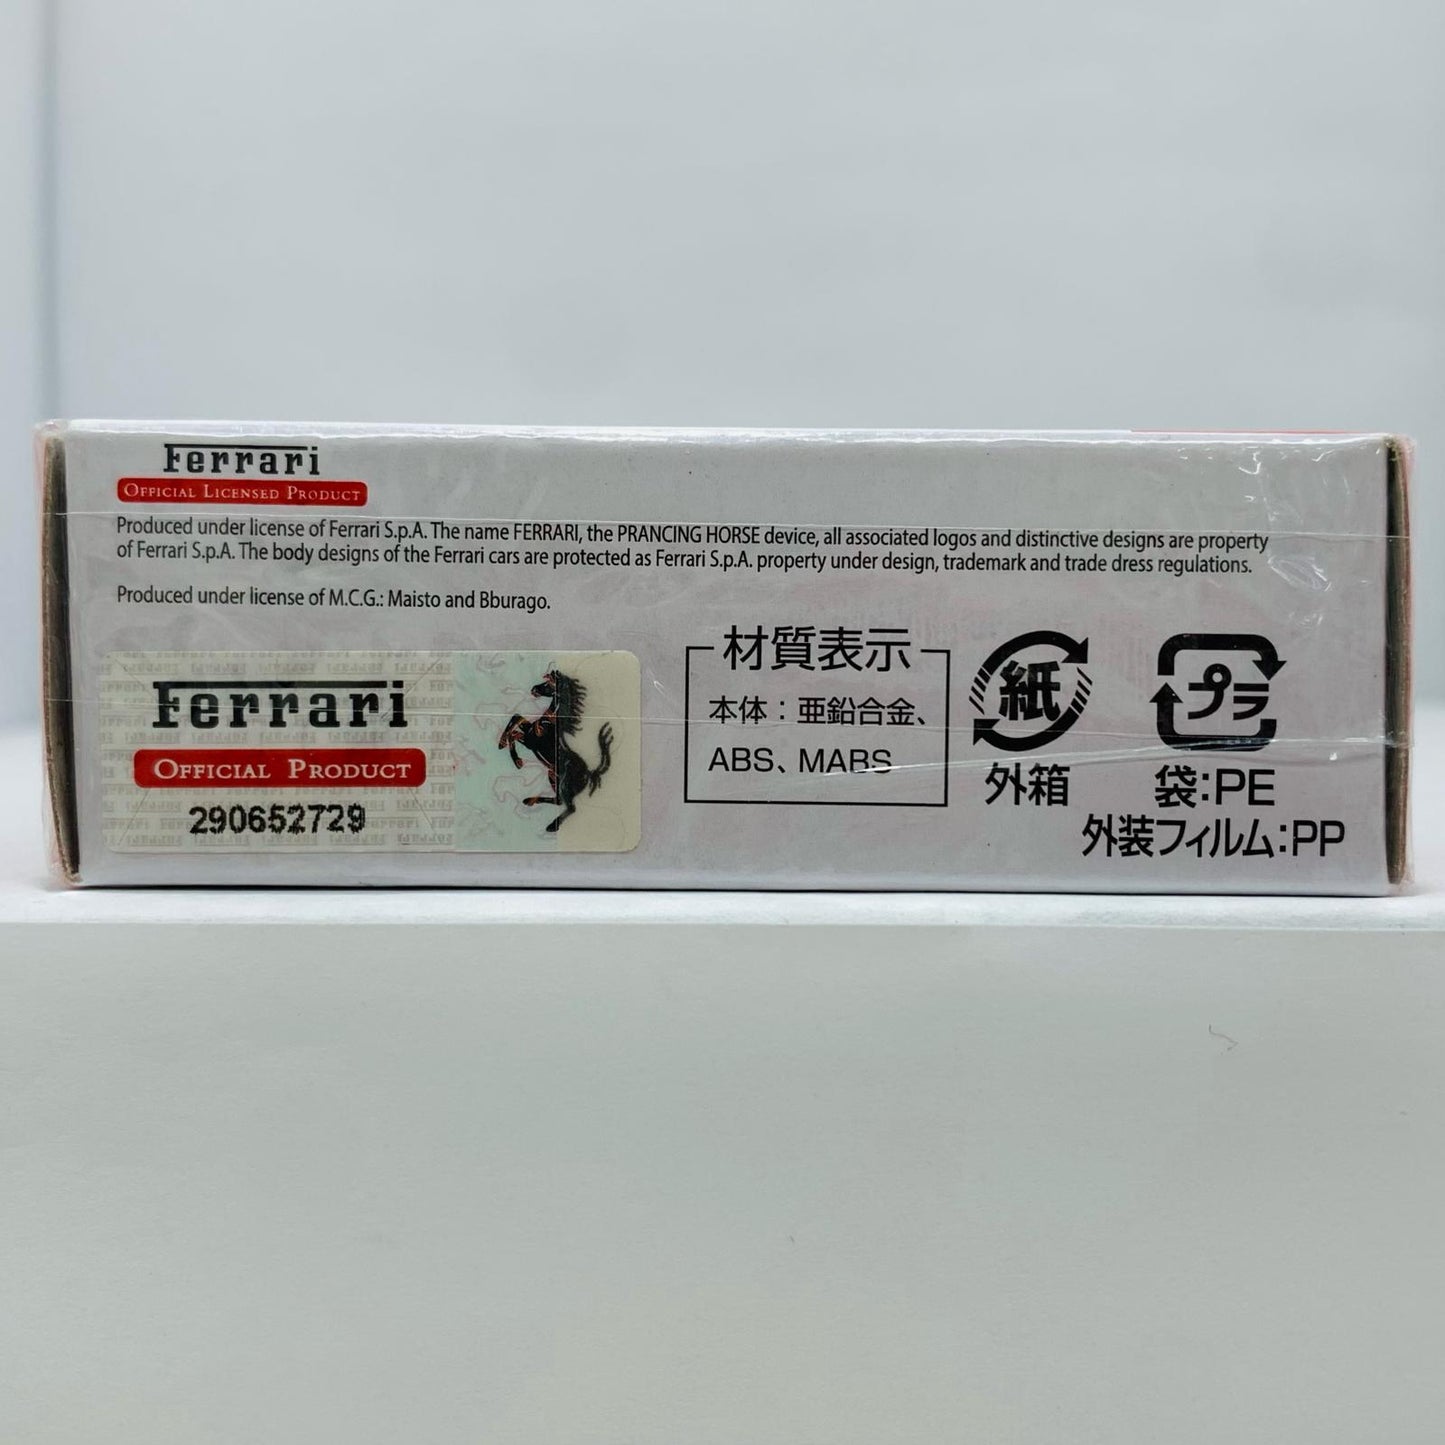 Ferrari
OFFICIAL LICENSED PRODUCT
Produced under license of Ferrari S.p.A. The name FERRARI, the PRANCING HORSE device, all associated logos and distinctive designs are property
of Ferrari S.p.A. The body designs of the Ferrari cars are protected as Ferrari S.p.A. property under design, trademark and trade dress regulations.
Produced under license of M.C.G.: Maisto and Bburago.
Ferrari
OFFICIAL PRODUCT
290652729
材質表示
本体：亜鉛合金、
ABS、MABS
紙
外箱
プラ
袋:PE
外装フィルム:PP